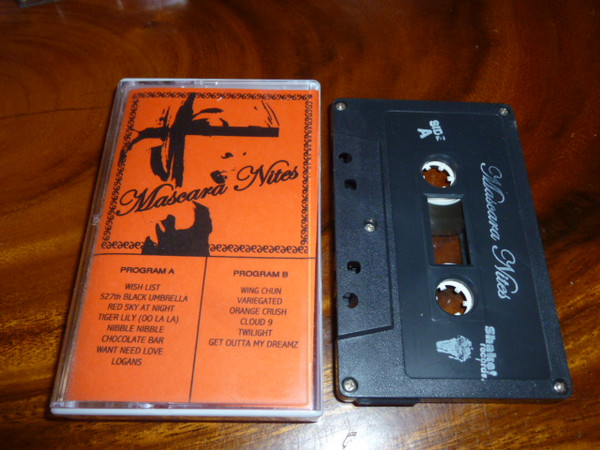 Mascara Nites
PROGRAM A
WISH LIST
527th BLACK UMBRELLA
RED SKY AT NIGHT
TIGER LILY (OO LA LA)
NIBBLE NIBBLE
CHOCOLATE BAR
WANT NEED LOVE
LOGANS
PROGRAM B
WING CHUN
VARIEGATED
ORANGE CRUSH
CLOUD 9
TWILIGHT
GET OUTTA MY DREAMZ
SIDE
A
Mascara Nites
Shake!
Record.